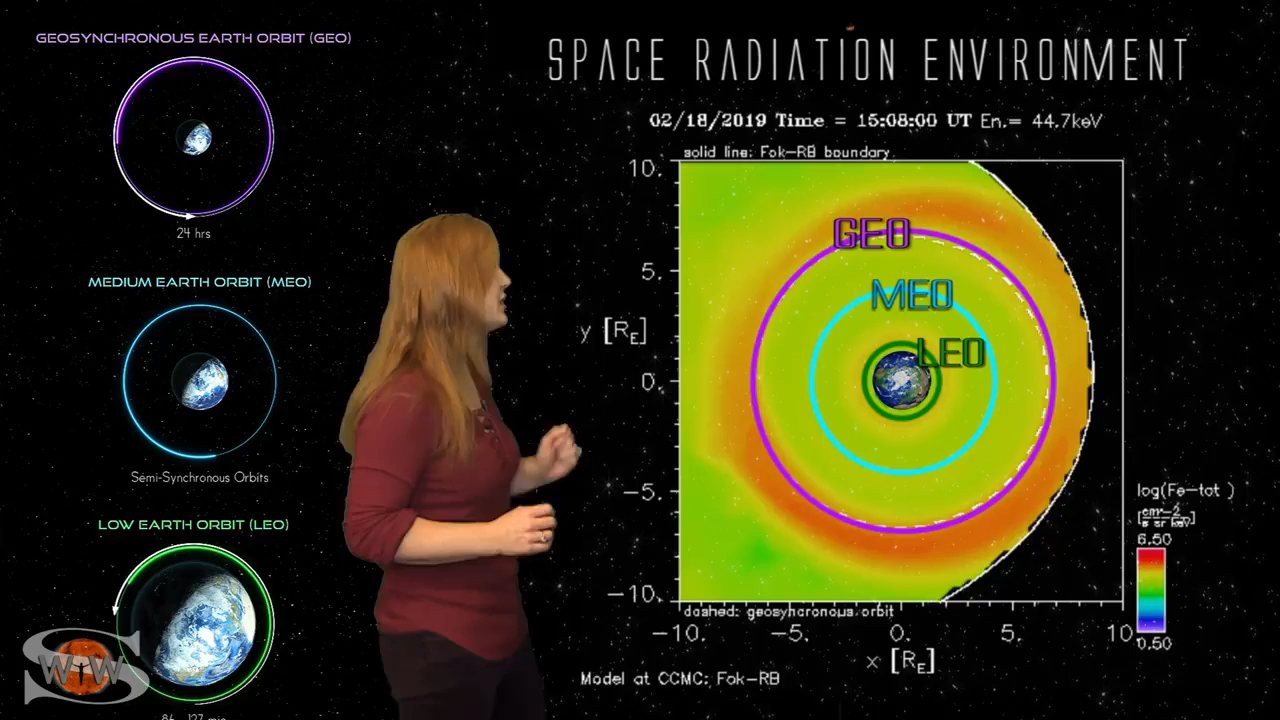 GEOSYNCHRONOUS EARTH ORBIT (GEO)
24 hrs
MEDIUM EARTH ORBIT (MEO)
Semi-Synchronous Orbits
LOW EARTH ORBIT (LEO)
SWW
SPACE RADIATION ENVIRONMENT
02/18/2019 Time = 15:08:00 UT En.= 44.7keV
solid line: Fok-RB boundary
10.
5.
0.
-5.
-10.
y [RE]
GEO
MEO
LEO
dashed: geosyhcronous orbit
-10. -5. 0. 5. 10.
x [RE]
Model at CCMC: Fok-RB
log(Fe-tot )
6.50
0.50